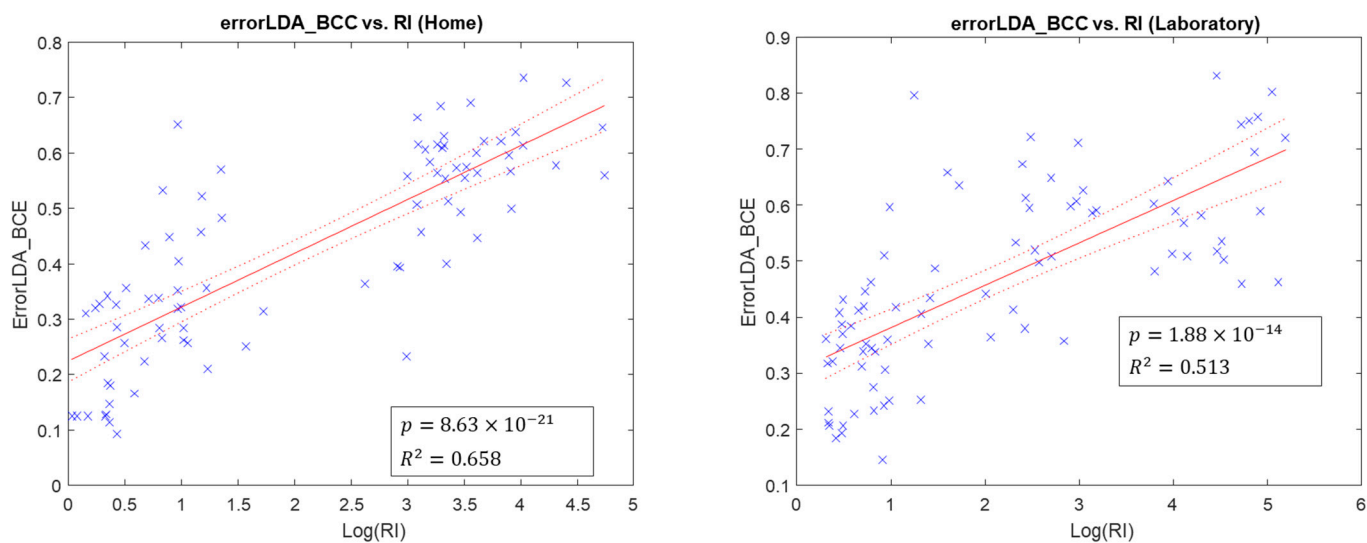 errorLDA_BCC vs. RI (Home)
0.8
0.7
0.6
0.5
0.4
0.3
0.2
0.1
0
ErrorLDA_BCE
p = 8.63 × 10⁻²¹
R² = 0.658
0 0.5 1 1.5 2 2.5 3 3.5 4 4.5 5
Log(RI)
errorLDA_BCC vs. RI (Laboratory)
0.9
0.8
0.7
0.6
0.5
0.4
0.3
0.2
0.1
ErrorLDA_BCE
p = 1.88 × 10⁻¹⁴
R² = 0.513
0 1 2 3 4 5 6
Log(RI)